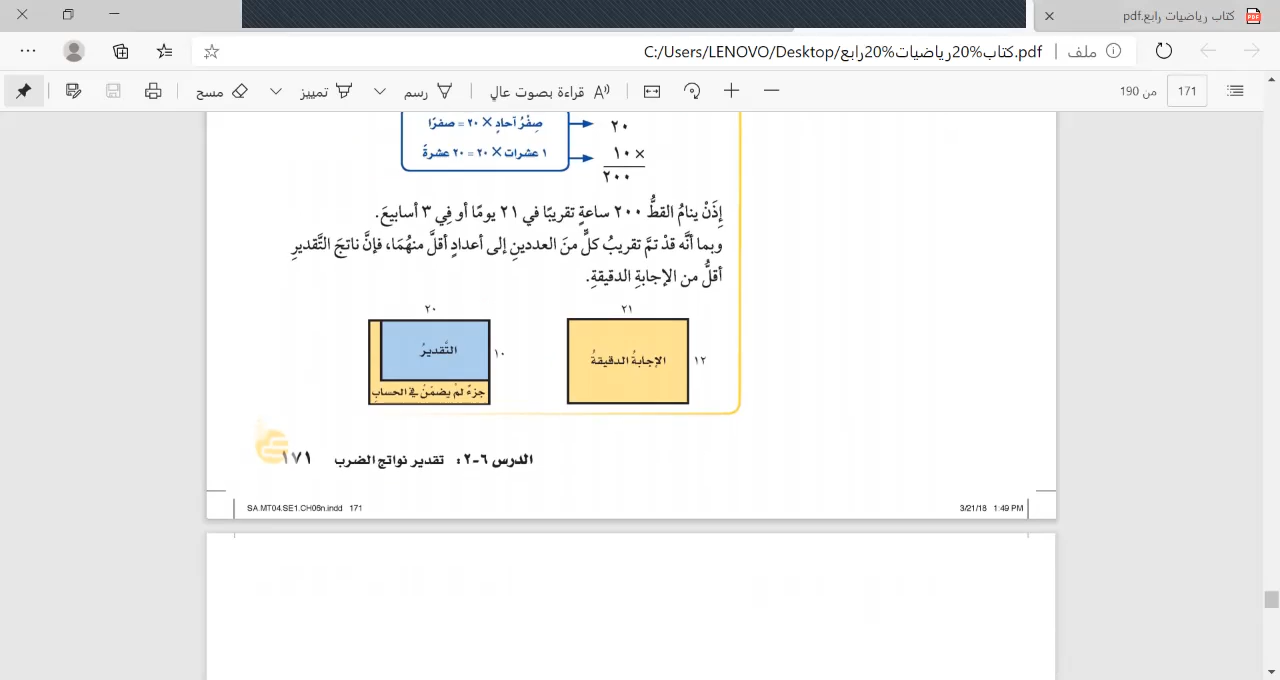 كتاب رياضيات رابع.pdf
C:/Users/LENOVO/Desktop/كتاب%20رياضيات%20رابع.pdf
ملف
171
من 190
قراءة بصوت عالٍ
رسم
تمييز
مسح
٢٠
صِفْرُ آحادٍ × ٢٠ = صفرًا
× ١٠
١ عشرات × ٢٠ = ٢٠ عشرةً
٢٠٠
إِذَنْ ينامُ القطُّ ٢٠٠ ساعةٍ تقريبًا في ٢١ يومًا أو فِي ٣ أسابيعَ.
وبما أنَّه قدْ تمَّ تقريبُ كلٍّ منَ العددينِ إلى أعدادٍ أقلَّ منهُمَا، فإنَّ ناتجَ التَّقديرِ
أقلُّ من الإجابةِ الدقيقةِ.
٢١
٢٠
١٢
الإجابةُ الدقيقةُ
١٠
التَّقديرُ
جزءٌ لمْ يضمَنْ في الحسابِ
الدرس ٦-٢: تقدير نواتج الضرب
١٧١
SA.MT04.SE1.CH06n.indd 171
3/21/18 1:49 PM